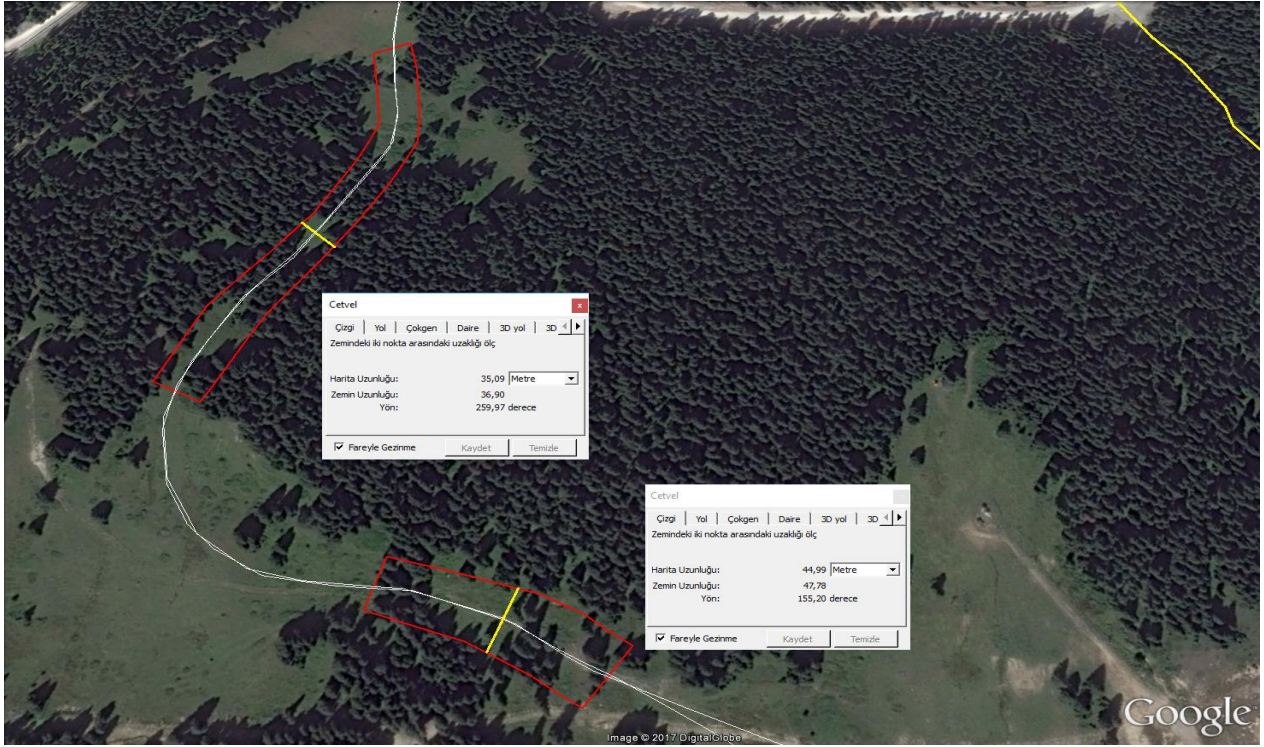 Cetvel
x
Çizgi Yol Çokgen Daire 3D yol 3D
Zemindeki iki nokta arasındaki uzaklığı ölç
Harita Uzunluğu: 35,09 Metre
Zemin Uzunluğu: 36,90
Yön: 259,97 derece
Fareyle Gezinme Kaydet Temizle
Cetvel
Çizgi Yol Çokgen Daire 3D yol 3D
Zemindeki iki nokta arasındaki uzaklığı ölç
Harita Uzunluğu: 44,99 Metre
Zemin Uzunluğu: 47,78
Yön: 155,20 derece
Fareyle Gezinme Kaydet Temizle
Google
Image © 2017 DigitalGlobe